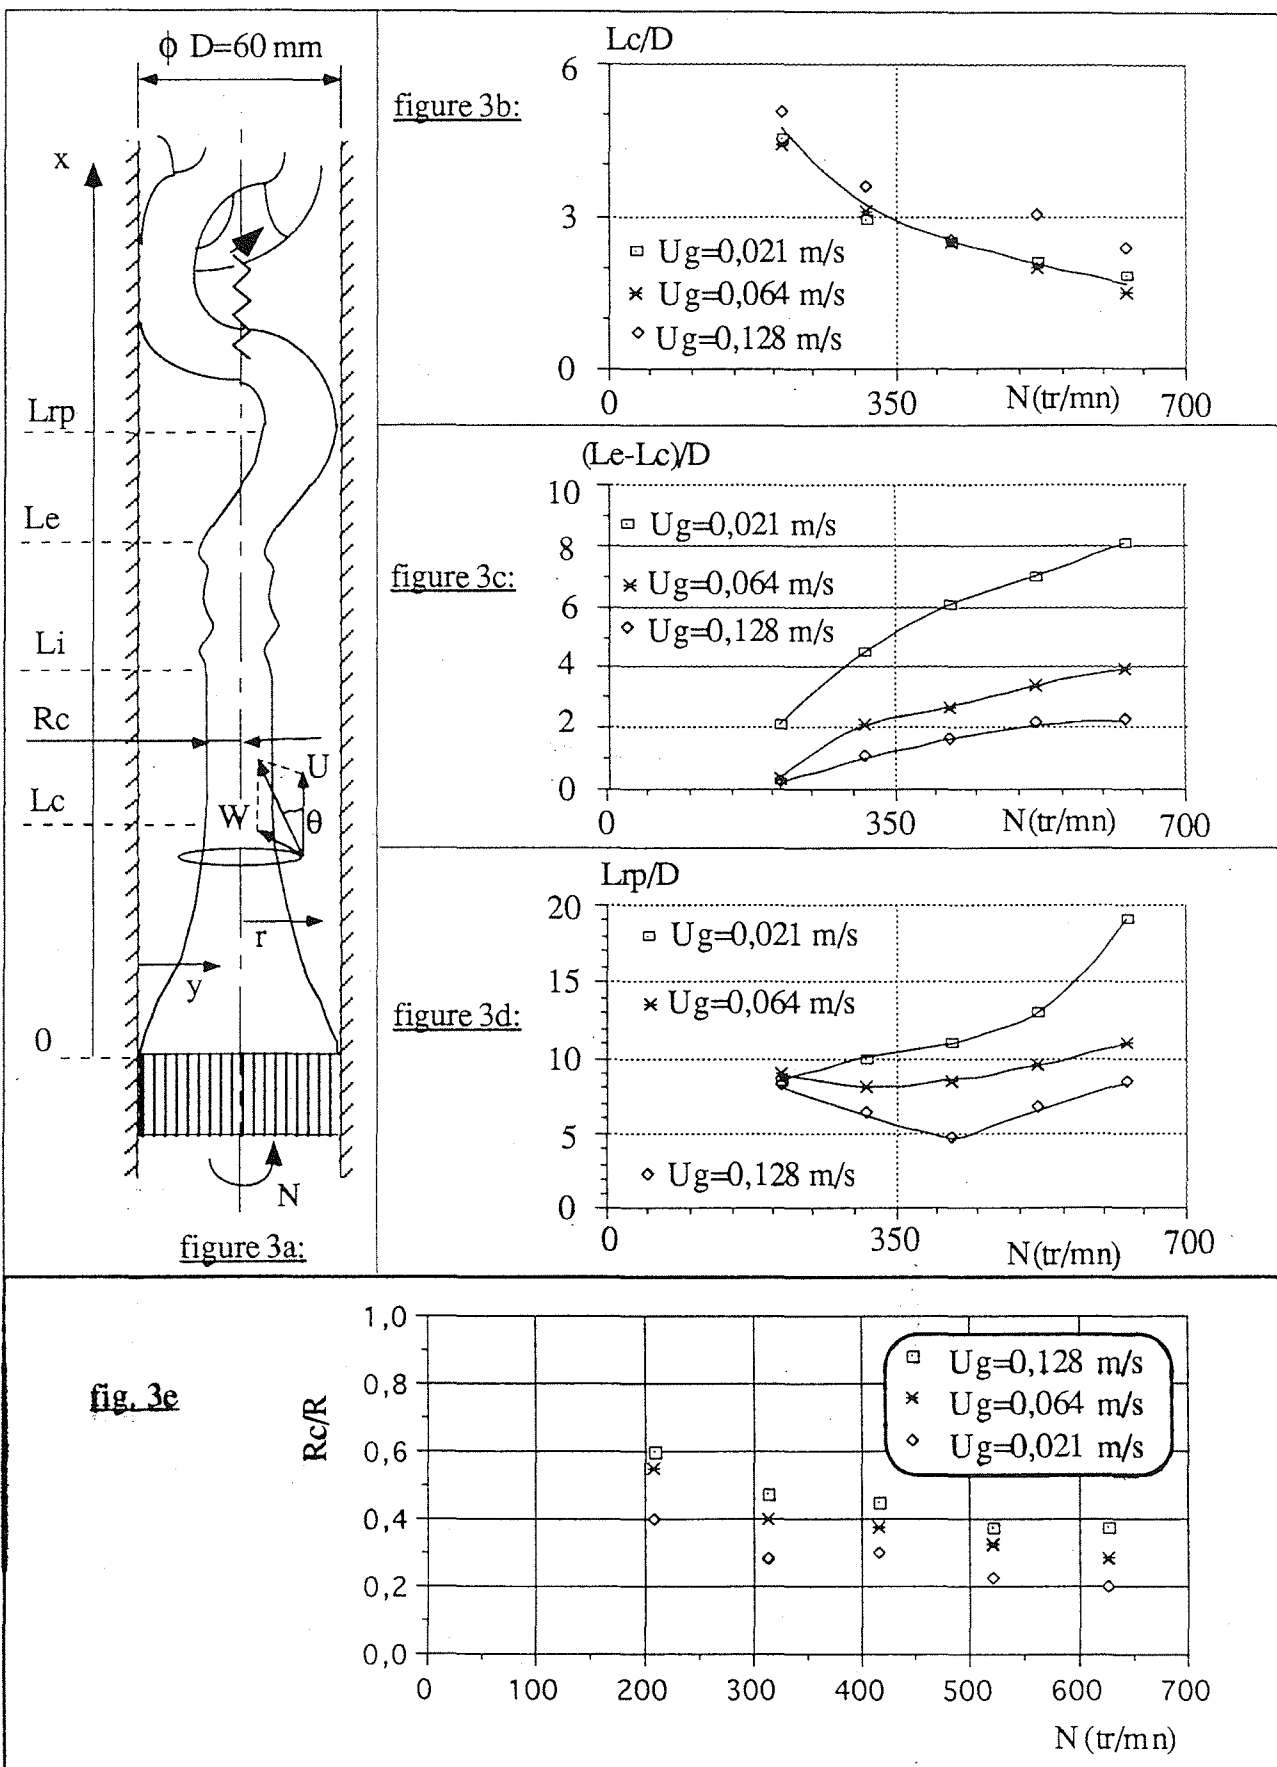 ϕ D=60 mm
x
Lrp
Le
Li
Rc
U
Lc
W
θ
r
y
0
N
figure 3a:
Lc/D
figure 3b:
6
3
0
Ug=0,021 m/s
Ug=0,064 m/s
Ug=0,128 m/s
0
350
N(tr/mn)
700
(Le-Lc)/D
figure 3c:
10
8
6
4
2
0
Ug=0,021 m/s
Ug=0,064 m/s
Ug=0,128 m/s
0
350
N(tr/mn)
700
Lrp/D
figure 3d:
20
15
10
5
0
Ug=0,021 m/s
Ug=0,064 m/s
Ug=0,128 m/s
0
350
N(tr/mn)
700
fig. 3e
Rc/R
1,0
0,8
0,6
0,4
0,2
0,0
Ug=0,128 m/s
Ug=0,064 m/s
Ug=0,021 m/s
0 100 200 300 400 500 600 700
N (tr/mn)